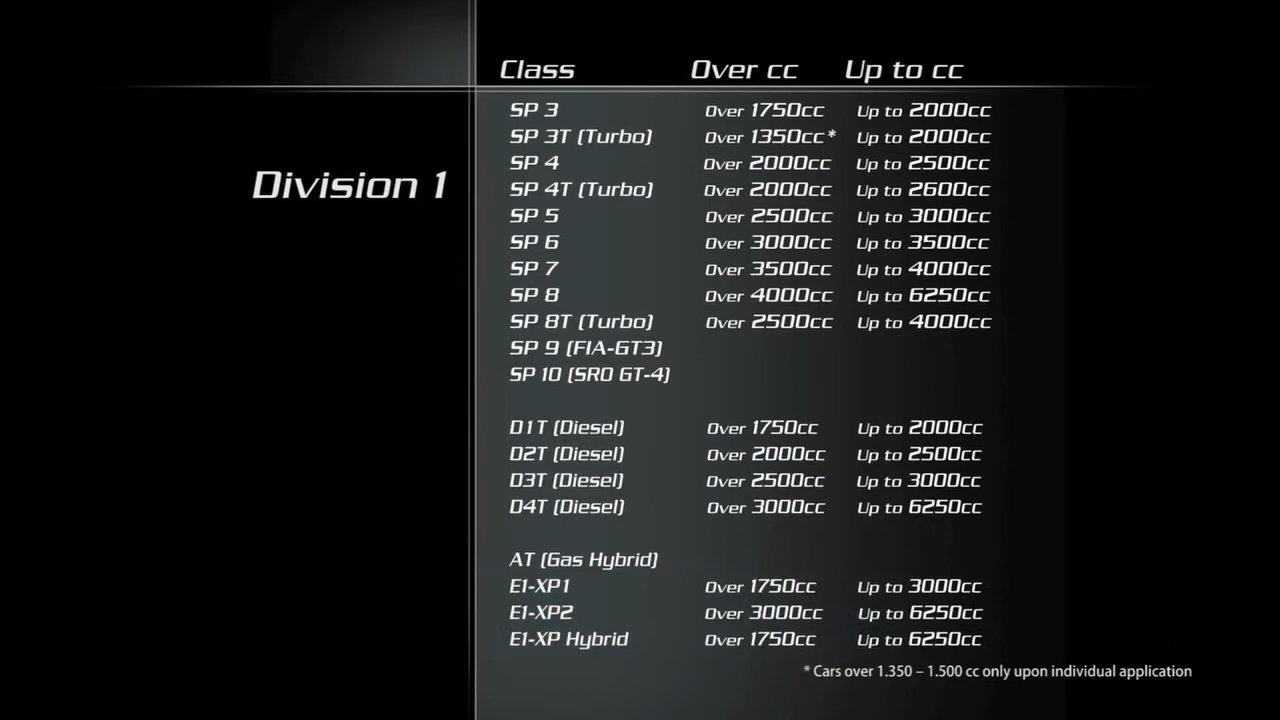 Class Over cc Up to cc
SP 3 Over 1750cc Up to 2000cc
SP 3T (Turbo) Over 1350cc* Up to 2000cc
Division 1
SP 4 Over 2000cc Up to 2500cc
SP 4T (Turbo) Over 2000cc Up to 2600cc
SP 5 Over 2500cc Up to 3000cc
SP 6 Over 3000cc Up to 3500cc
SP 7 Over 3500cc Up to 4000cc
SP 8 Over 4000cc Up to 6250cc
SP 8T (Turbo) Over 2500cc Up to 4000cc
SP 9 (FIA-GT3)
SP 10 (SRO GT-4)
D1T (Diesel) Over 1750cc Up to 2000cc
D2T (Diesel) Over 2000cc Up to 2500cc
D3T (Diesel) Over 2500cc Up to 3000cc
D4T (Diesel) Over 3000cc Up to 6250cc
AT (Gas Hybrid)
E1-XP1 Over 1750cc Up to 3000cc
E1-XP2 Over 3000cc Up to 6250cc
E1-XP Hybrid Over 1750cc Up to 6250cc
* Cars over 1.350 – 1.500 cc only upon individual application